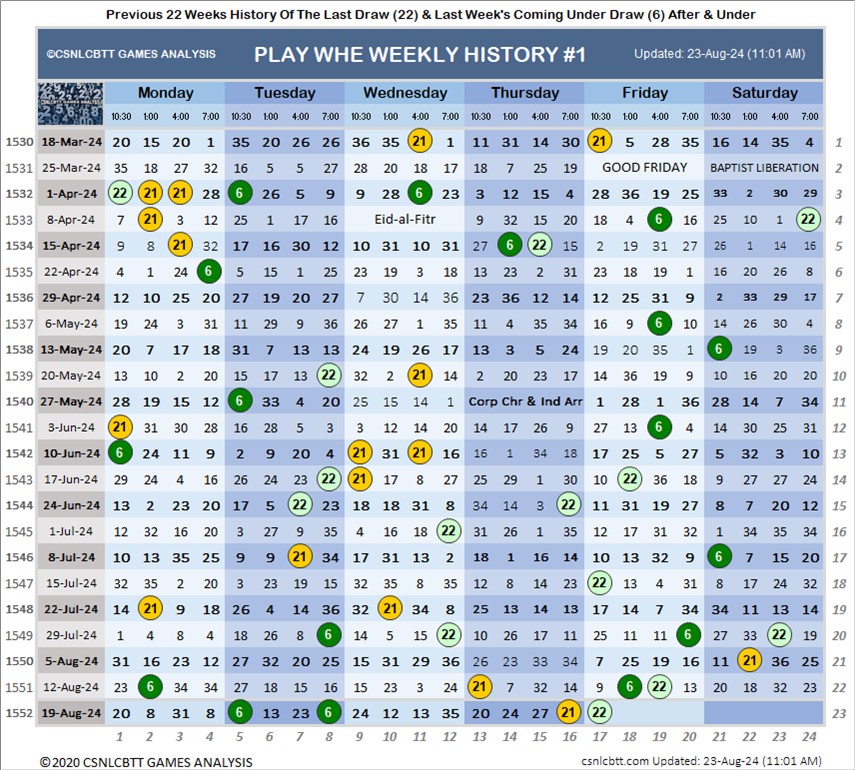 Previous 22 Weeks History Of The Last Draw (22) & Last Week's Coming Under Draw (6) After & Under
©CSNLCBTT GAMES ANALYSIS PLAY WHE WEEKLY HISTORY #1 Updated: 23-Aug-24 (11:01 AM)
Monday Tuesday Wednesday Thursday Friday Saturday
10:30 1:00 4:00 7:00 10:30 1:00 4:00 7:00 10:30 1:00 4:00 7:00 10:30 1:00 4:00 7:00 10:30 1:00 4:00 7:00 10:30 1:00 4:00 7:00
1530 18-Mar-24 20 15 20 1 35 20 26 26 36 35 21 1 11 31 14 30 21 5 28 35 16 14 35 4 1
1531 25-Mar-24 35 18 27 32 16 5 5 27 28 20 18 17 18 7 25 19 GOOD FRIDAY BAPTIST LIBERATION 2
1532 1-Apr-24 22 21 21 28 6 26 5 9 9 28 6 23 3 12 15 4 28 36 19 25 33 2 30 29 3
1533 8-Apr-24 7 21 3 12 25 1 17 16 Eid-al-Fitr 9 32 15 20 18 4 6 16 25 10 1 22 4
1534 15-Apr-24 9 8 21 32 17 16 30 12 10 31 10 31 27 6 22 15 2 19 31 27 26 1 14 16 5
1535 22-Apr-24 4 1 24 6 5 15 1 25 23 19 3 18 13 23 2 31 23 18 19 1 16 20 26 8 6
1536 29-Apr-24 12 10 25 20 27 19 20 27 7 30 14 36 23 36 12 14 12 25 31 9 2 33 29 17 7
1537 6-May-24 19 24 3 31 11 29 9 36 26 27 1 35 11 4 35 34 16 9 6 10 14 26 30 4 8
1538 13-May-24 20 7 17 18 31 7 13 13 24 19 26 17 13 3 5 24 19 20 35 1 6 19 3 36 9
1539 20-May-24 13 10 2 20 15 17 13 22 32 2 21 14 2 20 23 17 14 36 19 9 10 16 20 20 10
1540 27-May-24 28 19 15 12 6 33 4 20 25 15 14 1 Corp Chr & Ind Arr 1 28 1 36 28 14 7 34 11
1541 3-Jun-24 21 31 30 28 16 28 5 3 3 12 14 20 14 17 26 9 27 13 6 4 14 30 25 31 12
1542 10-Jun-24 6 24 11 9 2 9 20 4 21 31 21 16 16 1 34 18 17 25 5 27 5 32 3 10 13
1543 17-Jun-24 29 24 4 16 26 24 23 22 21 17 8 27 25 29 1 30 10 22 36 18 9 27 27 24 14
1544 24-Jun-24 13 2 23 20 17 5 22 23 18 18 31 8 34 14 3 22 11 31 19 27 8 7 20 12 15
1545 1-Jul-24 12 32 16 20 3 27 9 35 4 16 18 22 31 26 1 35 12 17 31 35 1 34 35 34 16
1546 8-Jul-24 10 13 35 25 9 9 21 34 17 31 13 2 18 1 16 14 10 13 32 9 6 7 15 20 17
1547 15-Jul-24 32 35 2 20 3 23 19 15 32 35 8 35 12 8 14 23 22 13 4 31 8 17 24 32 18
1548 22-Jul-24 14 21 9 18 26 4 14 36 10 21 34 8 25 13 14 13 17 14 7 34 34 11 13 14 19
1549 29-Jul-24 1 4 8 4 18 26 8 6 14 5 15 22 10 26 17 11 25 11 11 6 27 33 22 19 20
1550 5-Aug-24 31 16 23 12 27 32 20 25 15 31 29 36 26 23 33 34 7 25 19 16 11 21 36 25 21
1551 12-Aug-24 23 6 34 34 27 18 15 16 15 23 3 24 21 7 32 14 9 6 22 13 20 18 32 23 22
1552 19-Aug-24 20 8 31 8 6 13 23 8 24 12 13 35 20 24 27 21 22 23
1 2 3 4 5 6 7 8 9 10 11 12 13 14 15 16 17 18 19 20 21 22 23 24
©2020 CSNLCBTT GAMES ANALYSIS csnlcbtt.com Updated: 23-Aug-24 (11:01 AM)